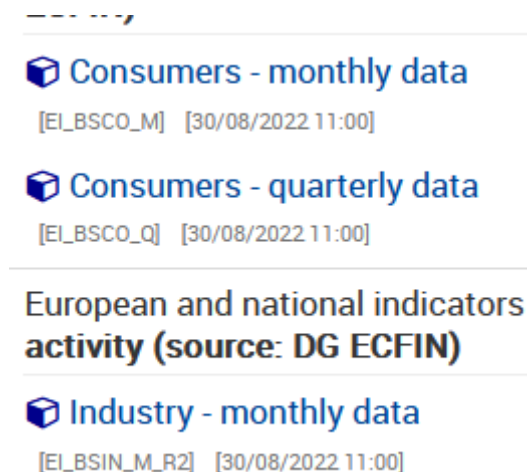 Consumers - monthly data
[EI_BSCO_M] [30/08/2022 11:00]
Consumers - quarterly data
[EI_BSCO_Q] [30/08/2022 11:00]
European and national indicators
activity (source: DG ECFIN)
Industry - monthly data
[EI_BSIN_M_R2] [30/08/2022 11:00]